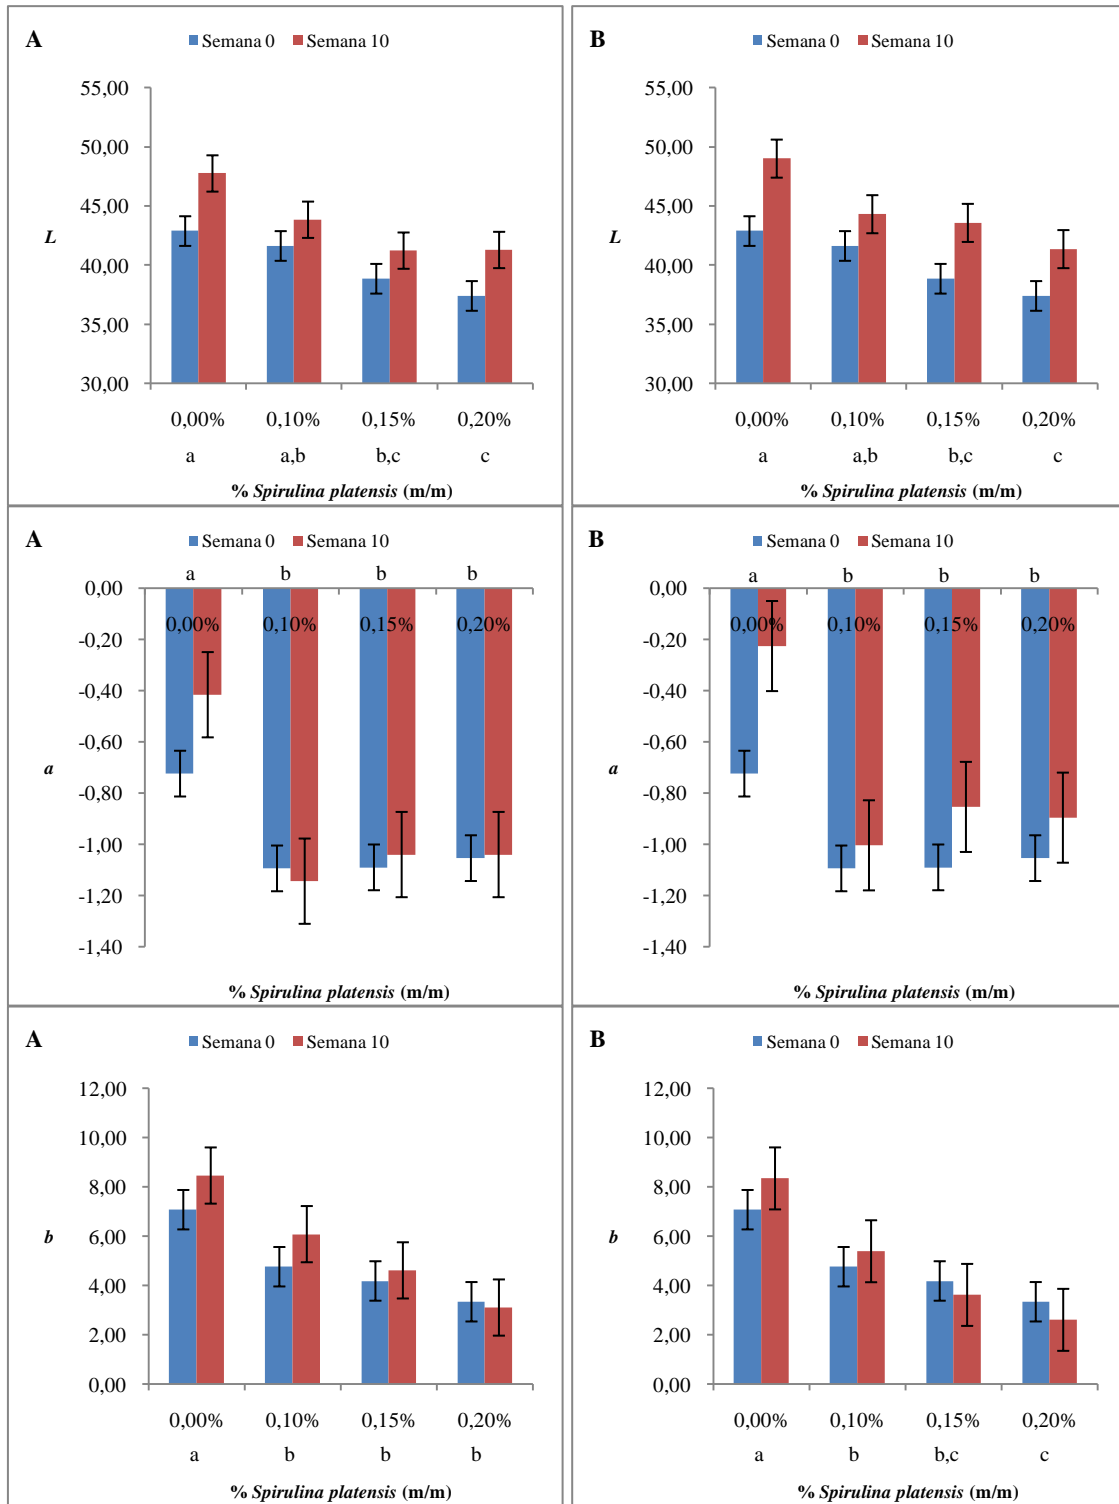 A
Semana 0 Semana 10
55,00
50,00
45,00
L
40,00
35,00
30,00
0,00% 0,10% 0,15% 0,20%
a a,b b,c c
% Spirulina platensis (m/m)
B
Semana 0 Semana 10
55,00
50,00
45,00
L
40,00
35,00
30,00
0,00% 0,10% 0,15% 0,20%
a a,b b,c c
% Spirulina platensis (m/m)
A
Semana 0 Semana 10
a b b b
0,00
0,00% 0,10% 0,15% 0,20%
-0,20
-0,40
-0,60
a
-0,80
-1,00
-1,20
-1,40
% Spirulina platensis (m/m)
B
Semana 0 Semana 10
a b b b
0,00
0,00% 0,10% 0,15% 0,20%
-0,20
-0,40
-0,60
a
-0,80
-1,00
-1,20
-1,40
% Spirulina platensis (m/m)
A
Semana 0 Semana 10
12,00
10,00
8,00
6,00
b
4,00
2,00
0,00
0,00% 0,10% 0,15% 0,20%
a b b b
% Spirulina platensis (m/m)
B
Semana 0 Semana 10
12,00
10,00
8,00
6,00
b
4,00
2,00
0,00
0,00% 0,10% 0,15% 0,20%
a b b,c c
% Spirulina platensis (m/m)